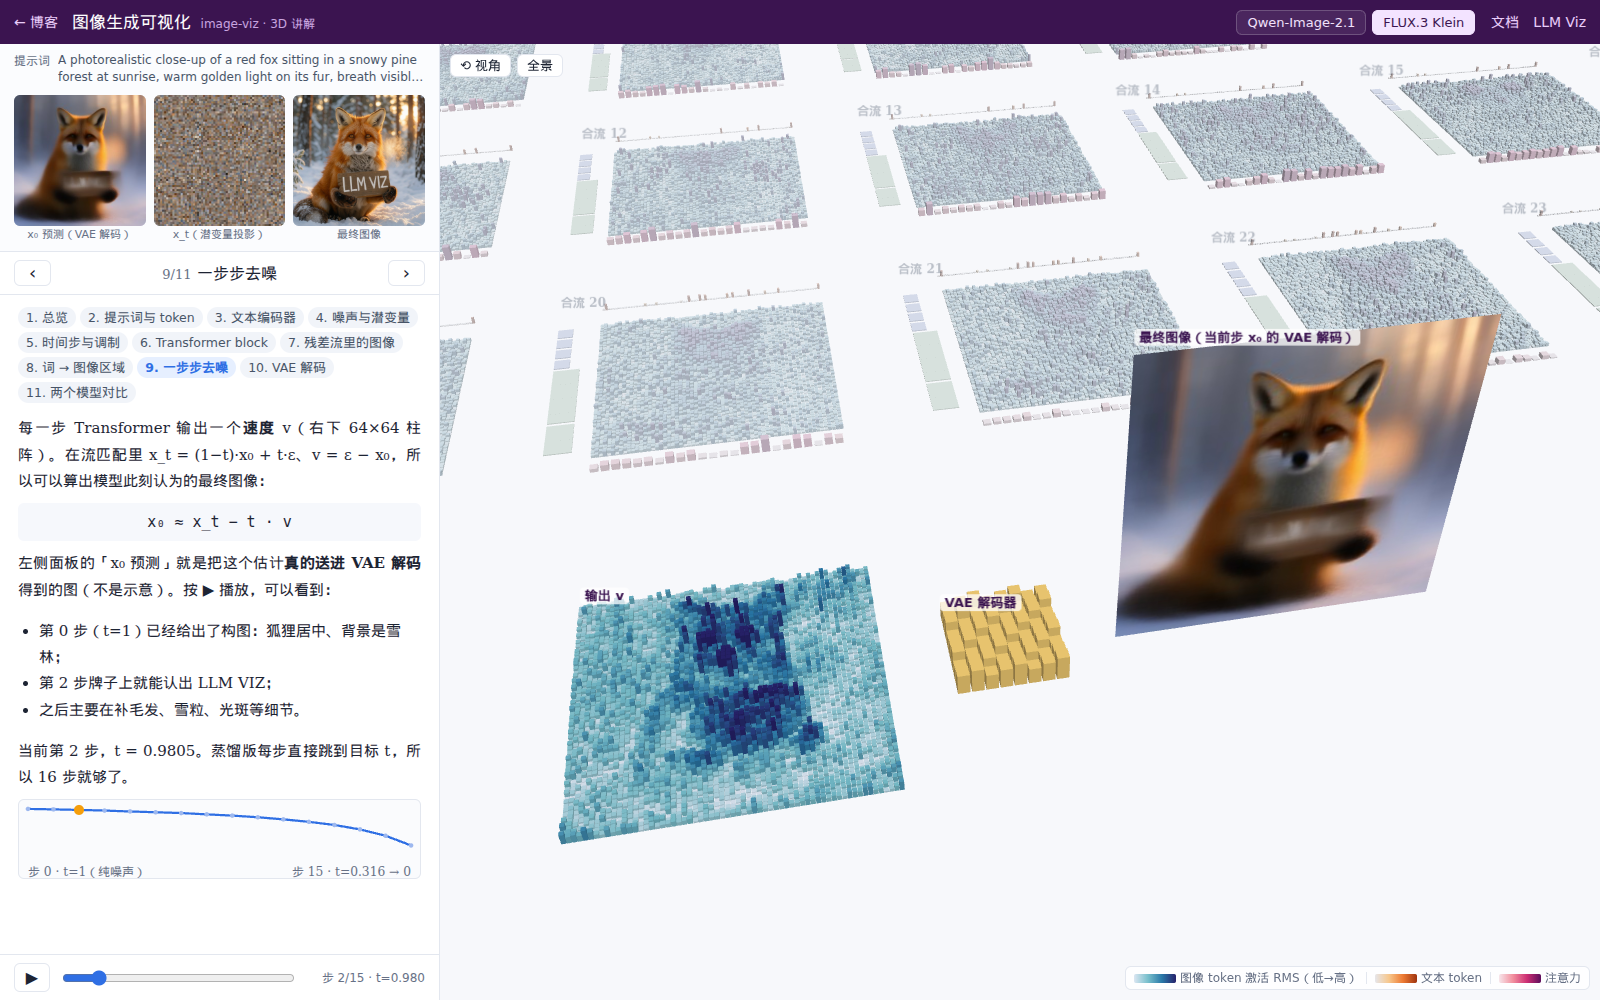 ← 博客 图像生成可视化 image-viz · 3D 讲解
Qwen-Image-2.1 FLUX.3 Klein 文档 LLM Viz
提示词 A photorealistic close-up of a red fox sitting in a snowy pine
forest at sunrise, warm golden light on its fur, breath visibl…
LLM VIZ
x₀ 预测（VAE 解码） x_t（潜变量投影） 最终图像
‹ 9/11 一步步去噪 ›
1. 总览 2. 提示词与 token 3. 文本编码器 4. 噪声与潜变量
5. 时间步与调制 6. Transformer block 7. 残差流里的图像
8. 词 → 图像区域 9. 一步步去噪 10. VAE 解码
11. 两个模型对比
每一步 Transformer 输出一个速度 v（右下 64×64 柱
阵）。在流匹配里 x_t = (1−t)·x₀ + t·ε、v = ε − x₀，所
以可以算出模型此刻认为的最终图像：
x₀ ≈ x_t − t · v
左侧面板的「x₀ 预测」就是把这个估计真的送进 VAE 解码
得到的图（不是示意）。按 ▶ 播放，可以看到：
• 第 0 步（t=1）已经给出了构图：狐狸居中、背景是雪
林；
• 第 2 步牌子上就能认出 LLM VIZ；
• 之后主要在补毛发、雪粒、光斑等细节。
当前第 2 步，t = 0.9805。蒸馏版每步直接跳到目标 t，所
以 16 步就够了。
步 0 · t=1（纯噪声） 步 15 · t=0.316 → 0
▶ 步 2/15 · t=0.980
⟲ 视角 全景
合流 12
合流 13
合流 14
合流 15
合流 20
合流 21
合流 22
合流 23
最终图像（当前步 x₀ 的 VAE 解码）
输出 v
VAE 解码器
图像 token 激活 RMS（低→高） 文本 token 注意力